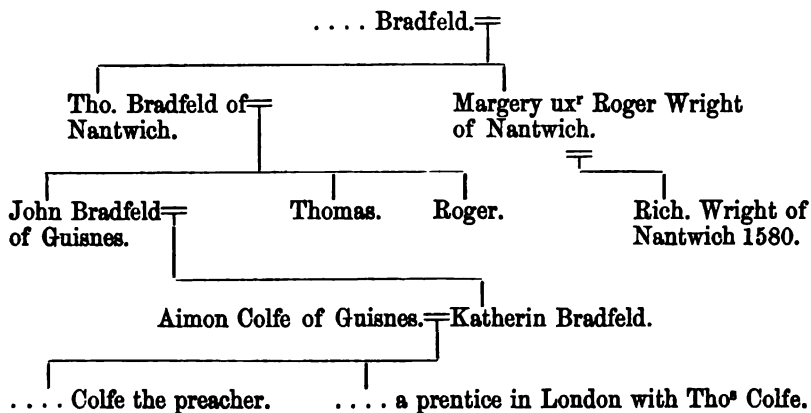 . . . . Bradfeld.
Tho. Bradfeld of
Nantwich.
Margery uxʳ Roger Wright
of Nantwich.
John Bradfeld
of Guisnes.
Thomas.
Roger.
Rich. Wright of
Nantwich 1580.
Aimon Colfe of Guisnes. Katherin Bradfeld.
. . . . Colfe the preacher.
. . . . a prentice in London with Thoˢ Colfe.